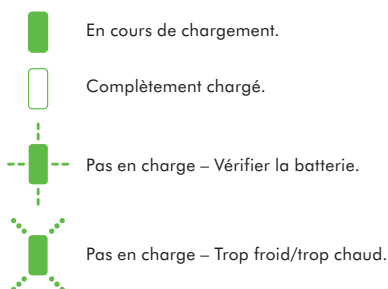 En cours de chargement.
Complètement chargé.
Pas en charge – Vérifier la batterie.
Pas en charge – Trop froid/trop chaud.